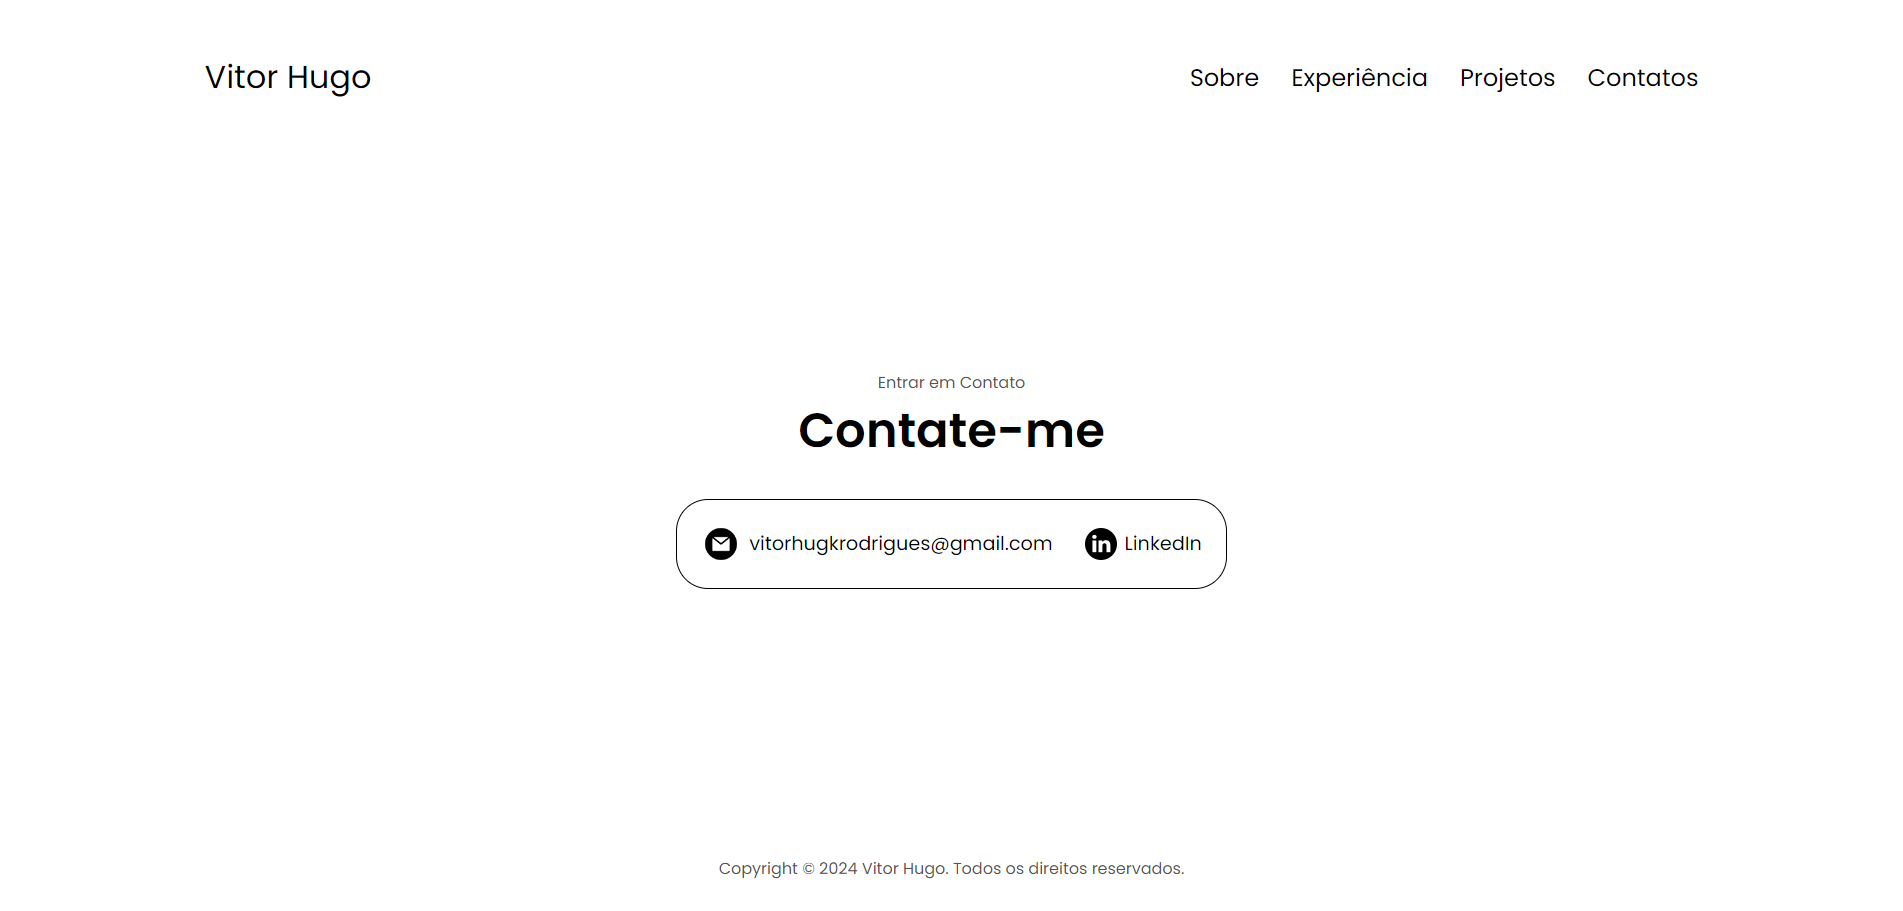 Vitor Hugo Sobre Experiência Projetos Contatos
Entrar em Contato
Contate-me
vitorhugkrodrigues@gmail.com in LinkedIn
Copyright © 2024 Vitor Hugo. Todos os direitos reservados.